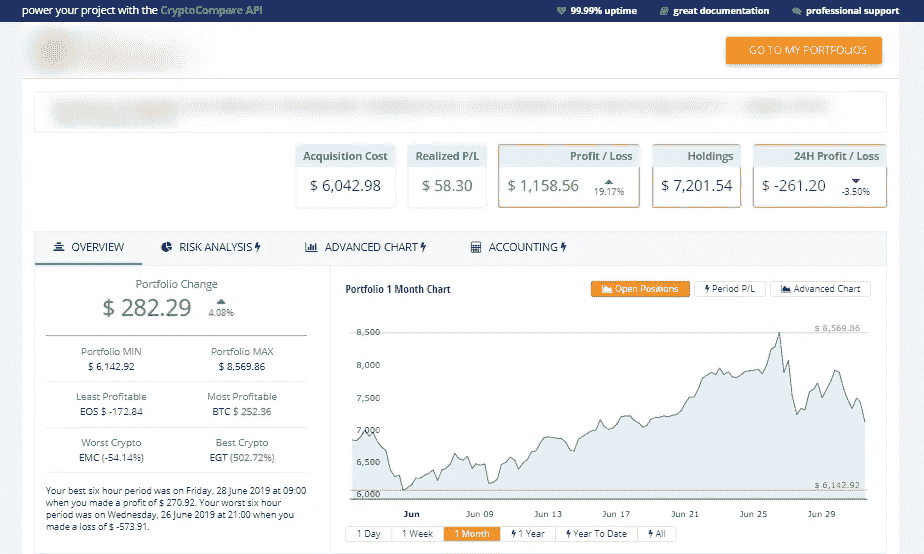 power your project with the CryptoCompare API
99.99% uptime
great documentation
professional support
GO TO MY PORTFOLIOS
Acquisition Cost
$ 6,042.98
Realized P/L
$ 58.30
Profit / Loss
$ 1,158.56
19.17%
Holdings
$ 7,201.54
24H Profit / Loss
$ -261.20
-3.50%
OVERVIEW
RISK ANALYSIS
ADVANCED CHART
ACCOUNTING
Portfolio Change
$ 282.29
4.08%
Portfolio MIN
$ 6,142.92
Portfolio MAX
$ 8,569.86
Least Profitable
EOS $ -172.84
Most Profitable
BTC $ 252.36
Worst Crypto
EMC (-54.14%)
Best Crypto
EGT (502.72%)
Your best six hour period was on Friday, 28 June 2019 at 09:00
when you made a profit of $ 270.92. Your worst six hour
period was on Wednesday, 26 June 2019 at 21:00 when you
made a loss of $ -573.91.
Portfolio 1 Month Chart
Open Positions
Period P/L
Advanced Chart
8,500
8,000
7,500
7,000
6,500
6,000
$ 8,569.86
$ 6,142.92
Jun
Jun 09
Jun 13
Jun 17
Jun 21
Jun 25
Jun 29
1 Day
1 Week
1 Month
1 Year
Year To Date
All